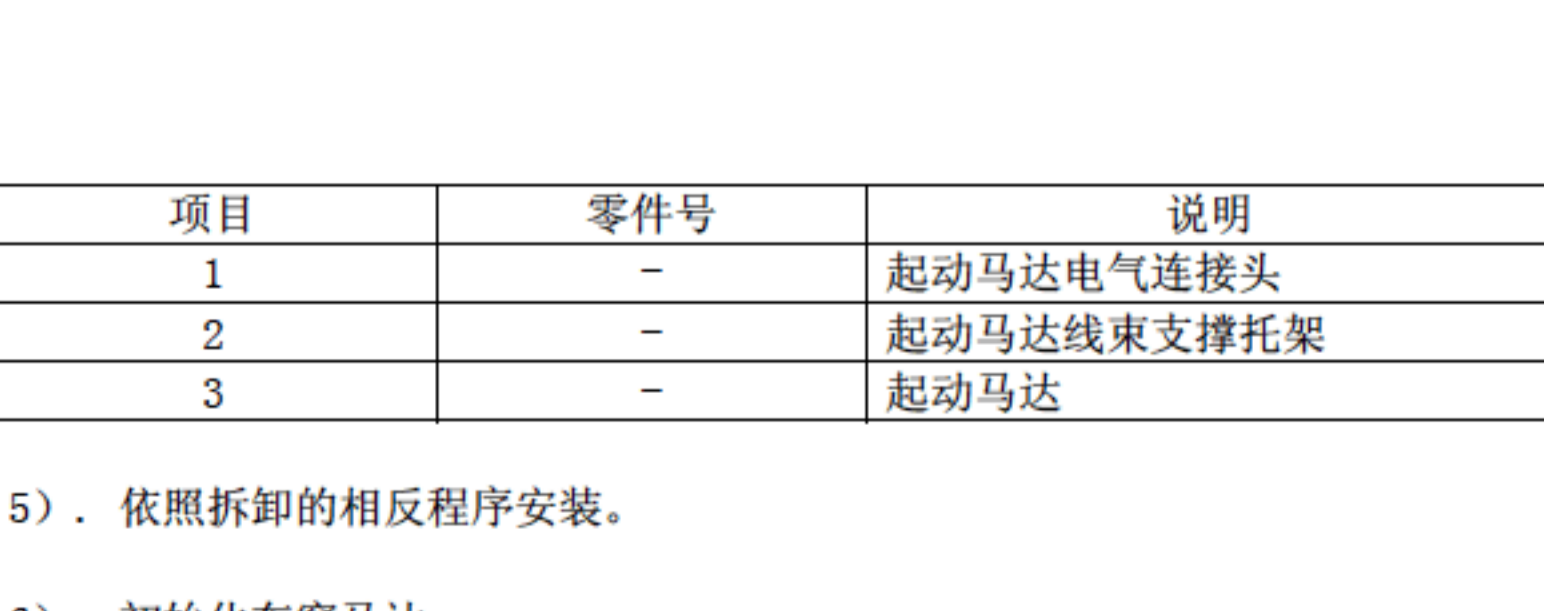 项目 零件号 说明
1 - 起动马达电气连接头
2 - 起动马达线束支撑托架
3 - 起动马达
5）. 依照拆卸的相反程序安装。